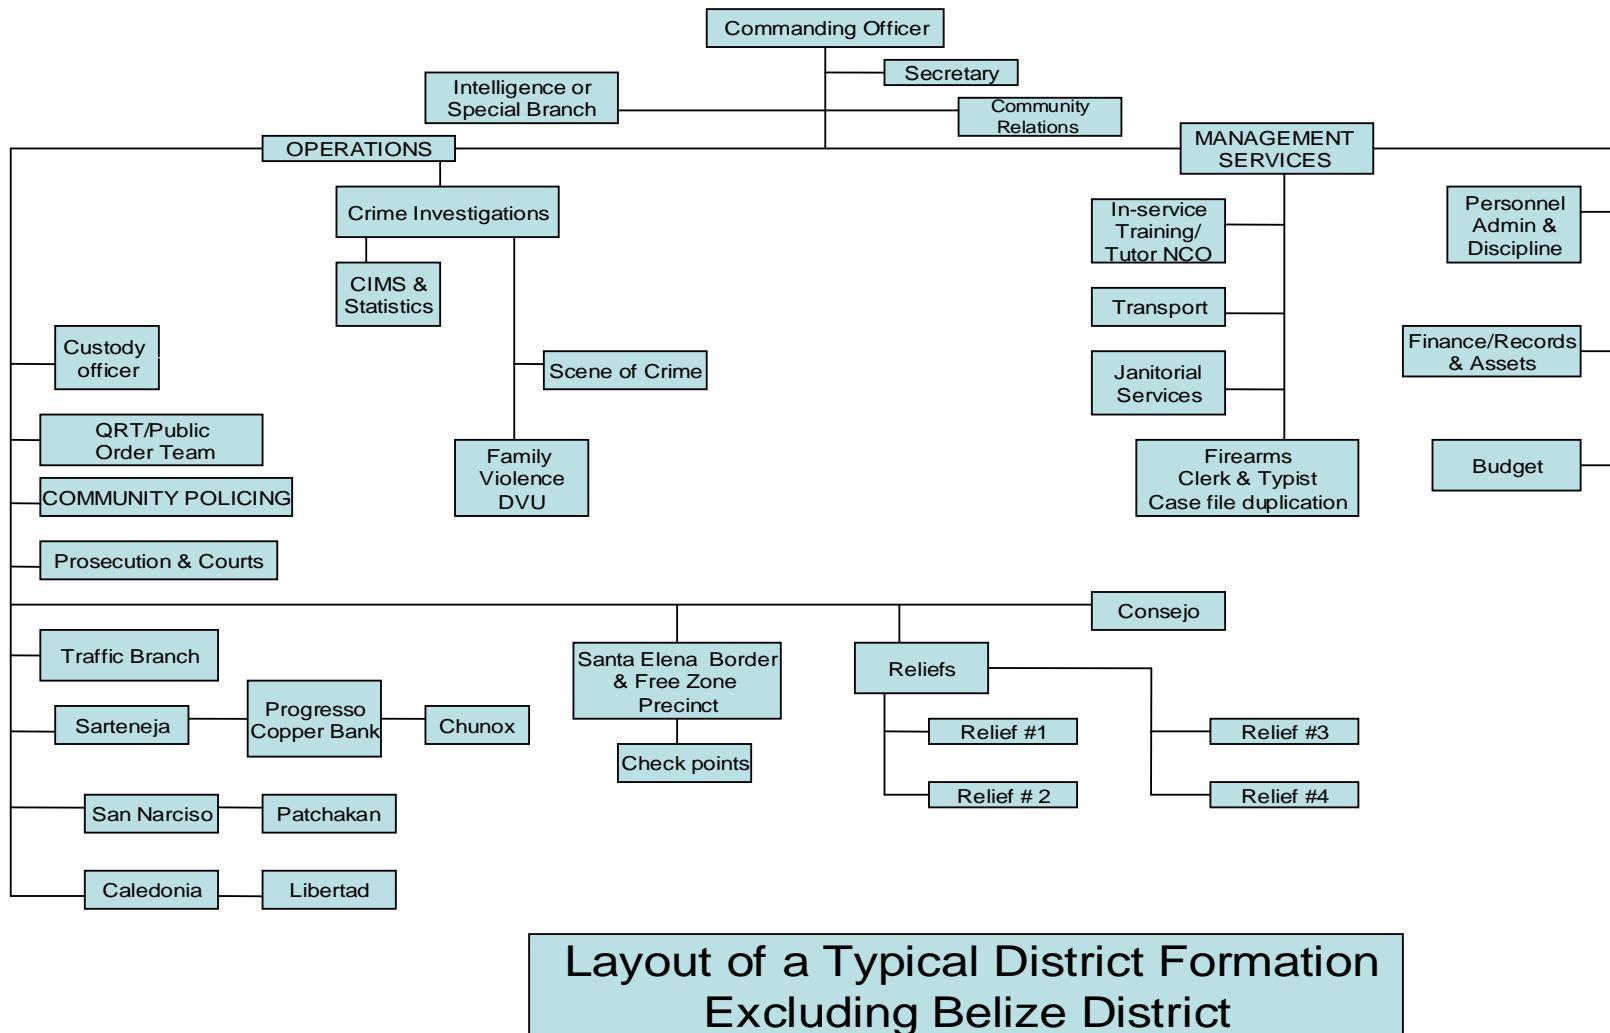 Commanding Officer
Secretary
Intelligence or
Special Branch
Community
Relations
OPERATIONS
MANAGEMENT
SERVICES
Crime Investigations
In-service
Training/
Tutor NCO
Personnel
Admin &
Discipline
CIMS &
Statistics
Transport
Custody
officer
Scene of Crime
Janitorial
Services
Finance/Records
& Assets
QRT/Public
Order Team
Family
Violence
DVU
Firearms
Clerk & Typist
Case file duplication
Budget
COMMUNITY POLICING
Prosecution & Courts
Consejo
Traffic Branch
Santa Elena  Border
& Free Zone
Precinct
Reliefs
Sarteneja
Progresso
Copper Bank
Chunox
Check points
Relief #1
Relief #3
Relief # 2
Relief #4
San Narciso
Patchakan
Caledonia
Libertad
Layout of a Typical District Formation
Excluding Belize District